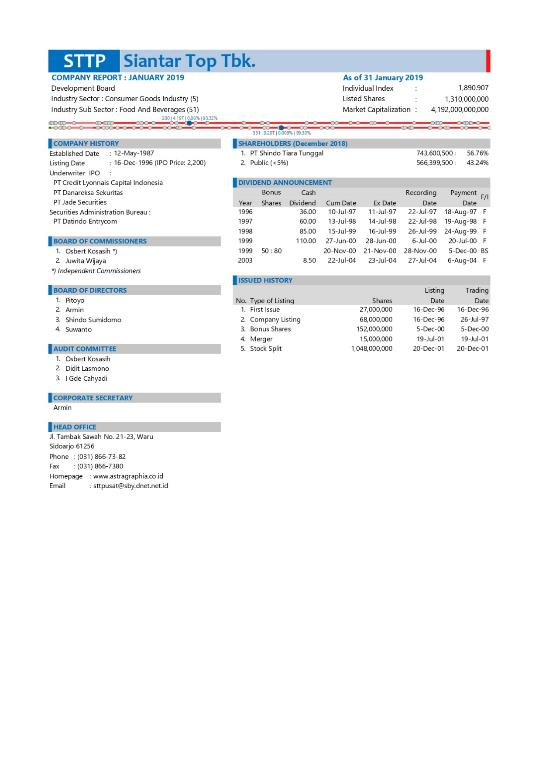 STTP Siantar Top Tbk.
COMPANY REPORT : JANUARY 2019 As of 31 January 2019
Development Board Individual Index : 1,890.907
Industry Sector : Consumer Goods Industry (5) Listed Shares : 1,310,000,000
Industry Sub Sector : Food And Beverages (51) Market Capitalization : 4,192,000,000,000
COMPANY HISTORY
Established Date : 12-May-1987
Listing Date : 16-Dec-1996 (IPO Price: 2,200)
Underwriter IPO :
PT Credit Lyonnais Capital Indonesia
PT Danareksa Sekuritas
PT Jade Securities
Securities Administration Bureau :
PT Datindo Entrycom
BOARD OF COMMISSIONERS
1. Osbert Kosasih *)
2. Juwita Wijaya
*) Independent Commissioners
BOARD OF DIRECTORS
1. Pitoyo
2. Armin
3. Shindo Sumidomo
4. Suwanto
AUDIT COMMITTEE
1. Osbert Kosasih
2. Didit Lasmono
3. I Gde Cahyadi
CORPORATE SECRETARY
Armin
HEAD OFFICE
Jl. Tambak Sawah No. 21-23, Waru
Sidoarjo 61256
Phone : (031) 866-73-82
Fax : (031) 866-7380
Homepage : www.astragraphia.co.id
Email : sttpusat@sby.dnet.net.id
SHAREHOLDERS (December 2018)
1. PT Shindo Tiara Tunggal 743,600,500 : 56.76%
2. Public (<5%) 566,399,500 : 43.24%
DIVIDEND ANNOUNCEMENT
Bonus Cash Recording Payment F/I
Year Shares Dividend Cum Date Ex Date Date Date
1996 36.00 10-Jul-97 11-Jul-97 22-Jul-97 18-Aug-97 F
1997 60.00 13-Jul-98 14-Jul-98 22-Jul-98 19-Aug-98 F
1998 85.00 15-Jul-99 16-Jul-99 26-Jul-99 24-Aug-99 F
1999 110.00 27-Jun-00 28-Jun-00 6-Jul-00 20-Jul-00 F
1999 50 : 80 20-Nov-00 21-Nov-00 28-Nov-00 5-Dec-00 BS
2003 8.50 22-Jul-04 23-Jul-04 27-Jul-04 6-Aug-04 F
ISSUED HISTORY
Listing Trading
No. Type of Listing Shares Date Date
1. First Issue 27,000,000 16-Dec-96 16-Dec-96
2. Company Listing 68,000,000 16-Dec-96 26-Jul-97
3. Bonus Shares 152,000,000 5-Dec-00 5-Dec-00
4. Merger 15,000,000 19-Jul-01 19-Jul-01
5. Stock Split 1,048,000,000 20-Dec-01 20-Dec-01